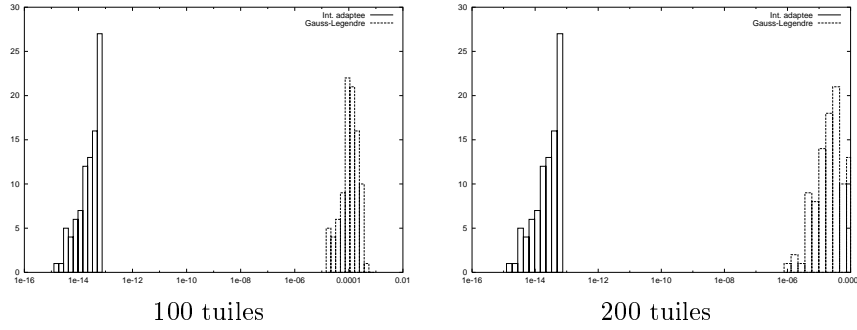 30
25
20
15
10
5
0
1e-16 1e-14 1e-12 1e-10 1e-08 1e-06 0.0001 0.01
Int. adaptee
Gauss-Legendre
100 tuiles
30
25
20
15
10
5
0
1e-16 1e-14 1e-12 1e-10 1e-08 1e-06 0.000
Int. adaptee
Gauss-Legendre
200 tuiles